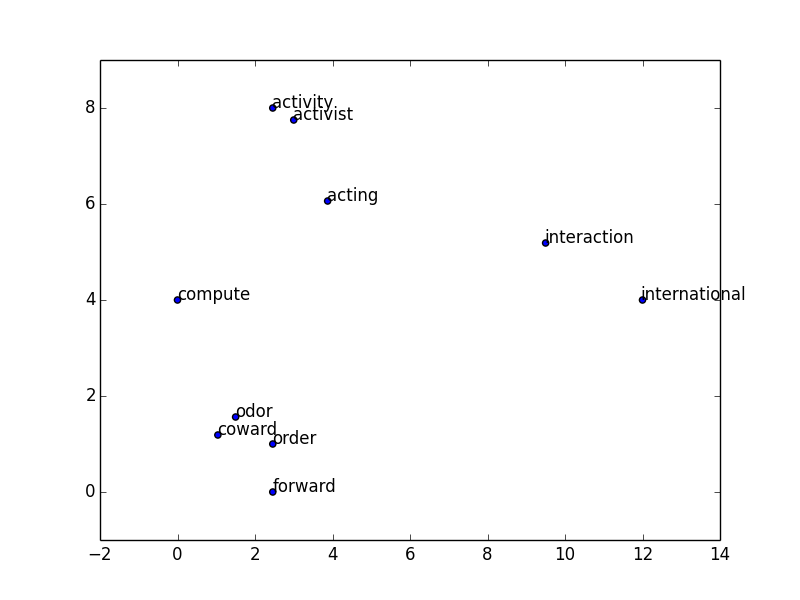 8
activity
activist
6
acting
interaction
4
compute
international
2
odor
coward
order
0
forward
−2
0
2
4
6
8
10
12
14